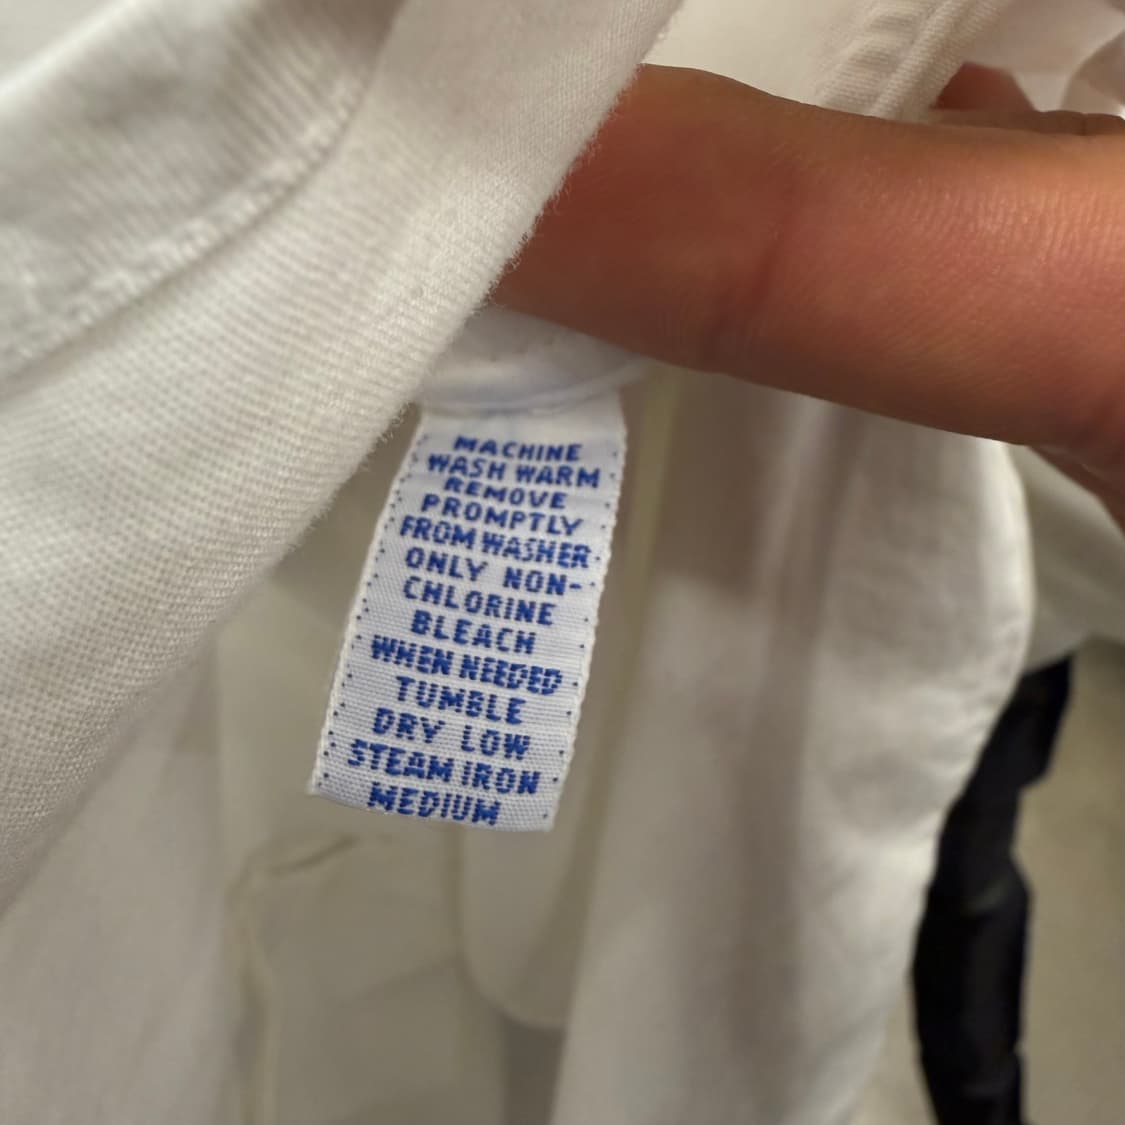 MACHINE
WASH WARM
REMOVE
PROMPTLY
FROM WASHER
ONLY NON-
CHLORINE
BLEACH
WHEN NEEDED
TUMBLE
DRY LOW
STEAM IRON
MEDIUM